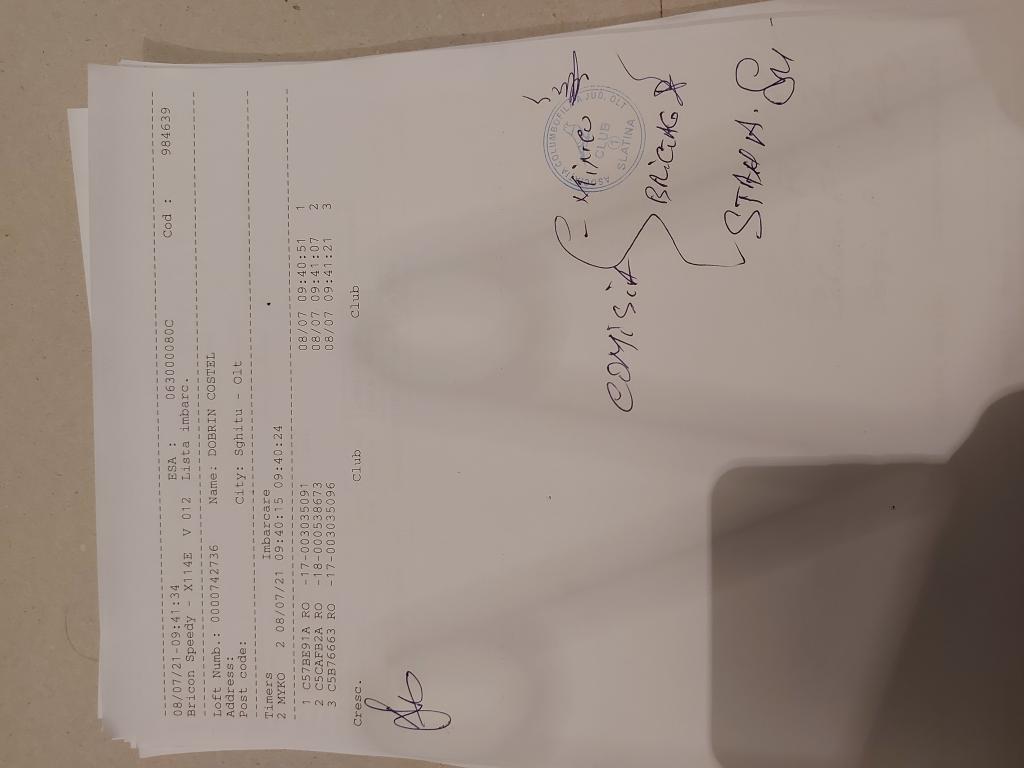 08/07/21-09:41:34 ESA : 063000080C Cod : 984639
Bricon Speedy - X114E V 012 Lista imbarc.
Loft Numb.: 0000742736 Name: DOBRIN COSTEL
Address: City: Sghitu - Olt
Post code:
Timers Imbarcare
2 MYKO 2 08/07/21 09:40:15 09:40:24
1 C57BE91A RO -17-003035091 08/07 09:40:51 1
2 C5CAFB2A RO -18-000538673 08/07 09:41:07 2
3 C5B76663 RO -17-003035096 08/07 09:41:21 3
Cresc. Club Club
COMISIA
CLUB
SLATINA
JUD. OLT